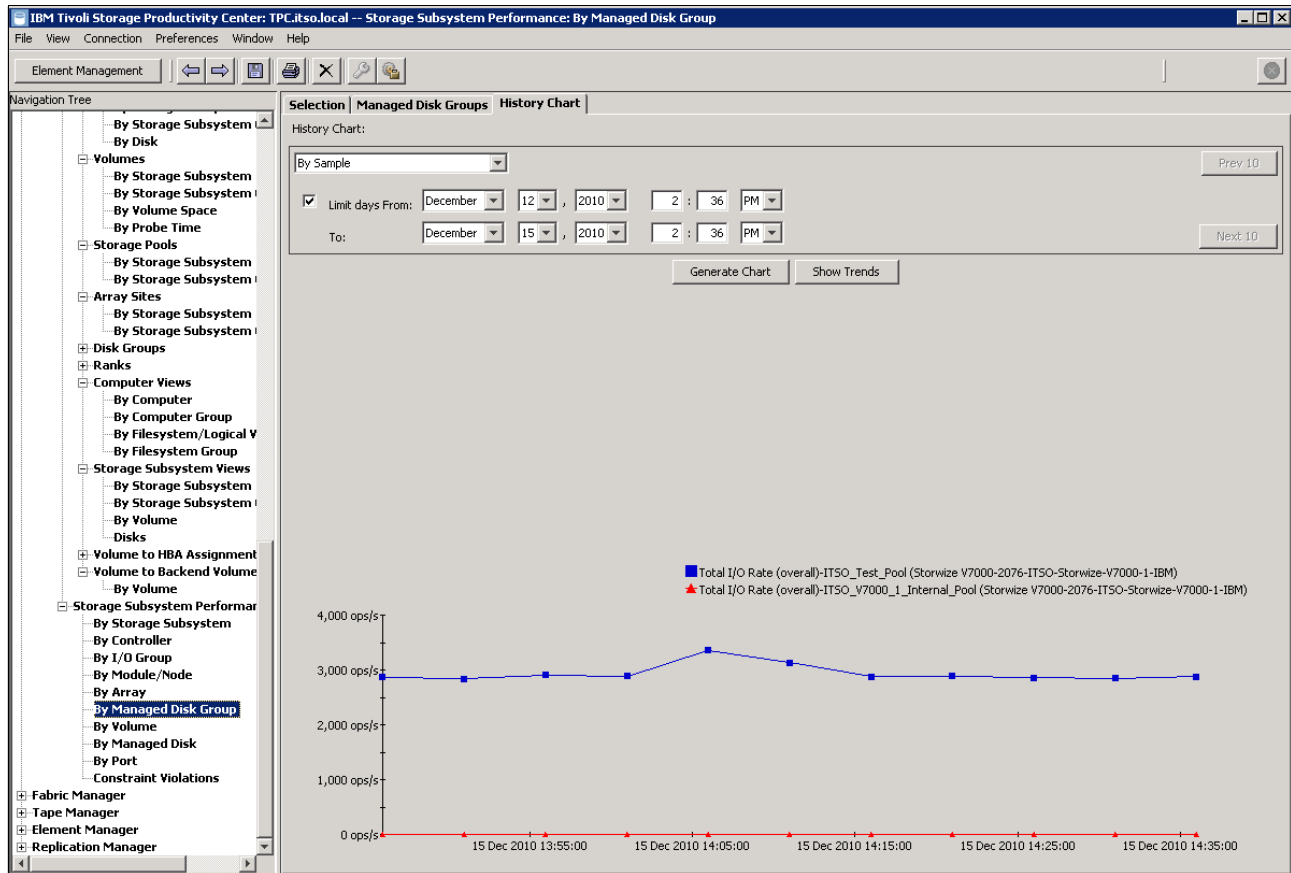 IBM Tivoli Storage Productivity Center: TPC.itso.local -- Storage Subsystem Performance: By Managed Disk Group
File View Connection Preferences Window Help
Element Management
Navigation Tree
By Storage Subsystem
By Disk
Volumes
By Storage Subsystem
By Storage Subsystem
By Volume Space
By Probe Time
Storage Pools
By Storage Subsystem
By Storage Subsystem
Array Sites
By Storage Subsystem
By Storage Subsystem
Disk Groups
Ranks
Computer Views
By Computer
By Computer Group
By Filesystem/Logical V
By Filesystem Group
Storage Subsystem Views
By Storage Subsystem
By Storage Subsystem
By Volume
Disks
Volume to HBA Assignment
Volume to Backend Volume
By Volume
Storage Subsystem Performar
By Storage Subsystem
By Controller
By I/O Group
By Module/Node
By Array
By Managed Disk Group
By Volume
By Managed Disk
By Port
Constraint Violations
Fabric Manager
Tape Manager
Element Manager
Replication Manager
Selection Managed Disk Groups History Chart
History Chart:
By Sample
Prev 10
Limit days From: December 12 , 2010 2 : 36 PM
To: December 15 , 2010 2 : 36 PM
Next 10
Generate Chart Show Trends
Total I/O Rate (overall)-ITSO_Test_Pool (Storwize V7000-2076-ITSO-Storwize-V7000-1-IBM)
Total I/O Rate (overall)-ITSO_V7000_1_Internal_Pool (Storwize V7000-2076-ITSO-Storwize-V7000-1-IBM)
4,000 ops/s
3,000 ops/s
2,000 ops/s
1,000 ops/s
0 ops/s
15 Dec 2010 13:55:00 15 Dec 2010 14:05:00 15 Dec 2010 14:15:00 15 Dec 2010 14:25:00 15 Dec 2010 14:35:00